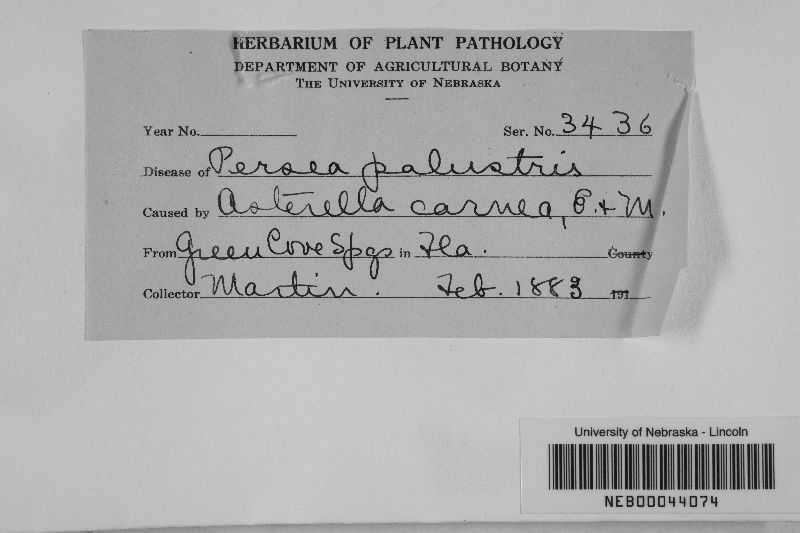 HERBARIUM OF PLANT PATHOLOGY
DEPARTMENT OF AGRICULTURAL BOTANY
THE UNIVERSITY OF NEBRASKA
Year No. Ser. No. 3436
Disease of Persea palustris
Caused by Asterella carnea, E. & M.
From Green Cove Spgs in Fla. County
Collector Martin. Feb. 1883 191
University of Nebraska - Lincoln
NEB00044074